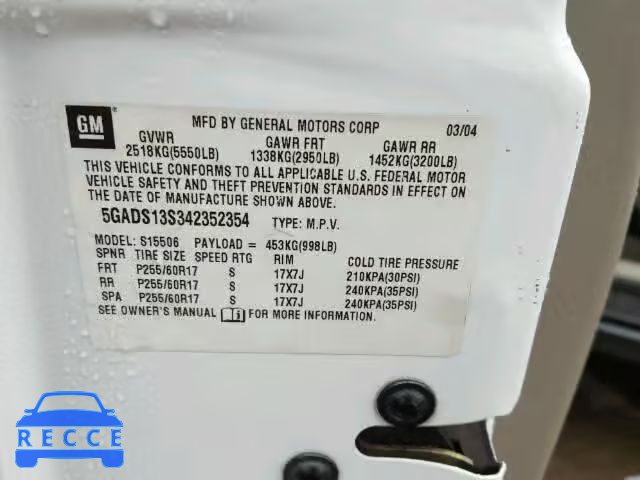 GM ®
MFD BY GENERAL MOTORS CORP 03/04
GVWR GAWR FRT GAWR RR
2518KG(5550LB) 1338KG(2950LB) 1452KG(3200LB)
THIS VEHICLE CONFORMS TO ALL APPLICABLE U.S. FEDERAL MOTOR
VEHICLE SAFETY AND THEFT PREVENTION STANDARDS IN EFFECT ON
THE DATE OF MANUFACTURE SHOWN ABOVE.
5GADS13S342352354 TYPE: M.P.V.
MODEL: S15506 PAYLOAD = 453KG(998LB)
SPNR TIRE SIZE SPEED RTG RIM COLD TIRE PRESSURE
FRT P255/60R17 S 17X7J 210KPA(30PSI)
RR P255/60R17 S 17X7J 240KPA(35PSI)
SPA P255/60R17 S 17X7J 240KPA(35PSI)
SEE OWNER'S MANUAL FOR MORE INFORMATION.
RECCE